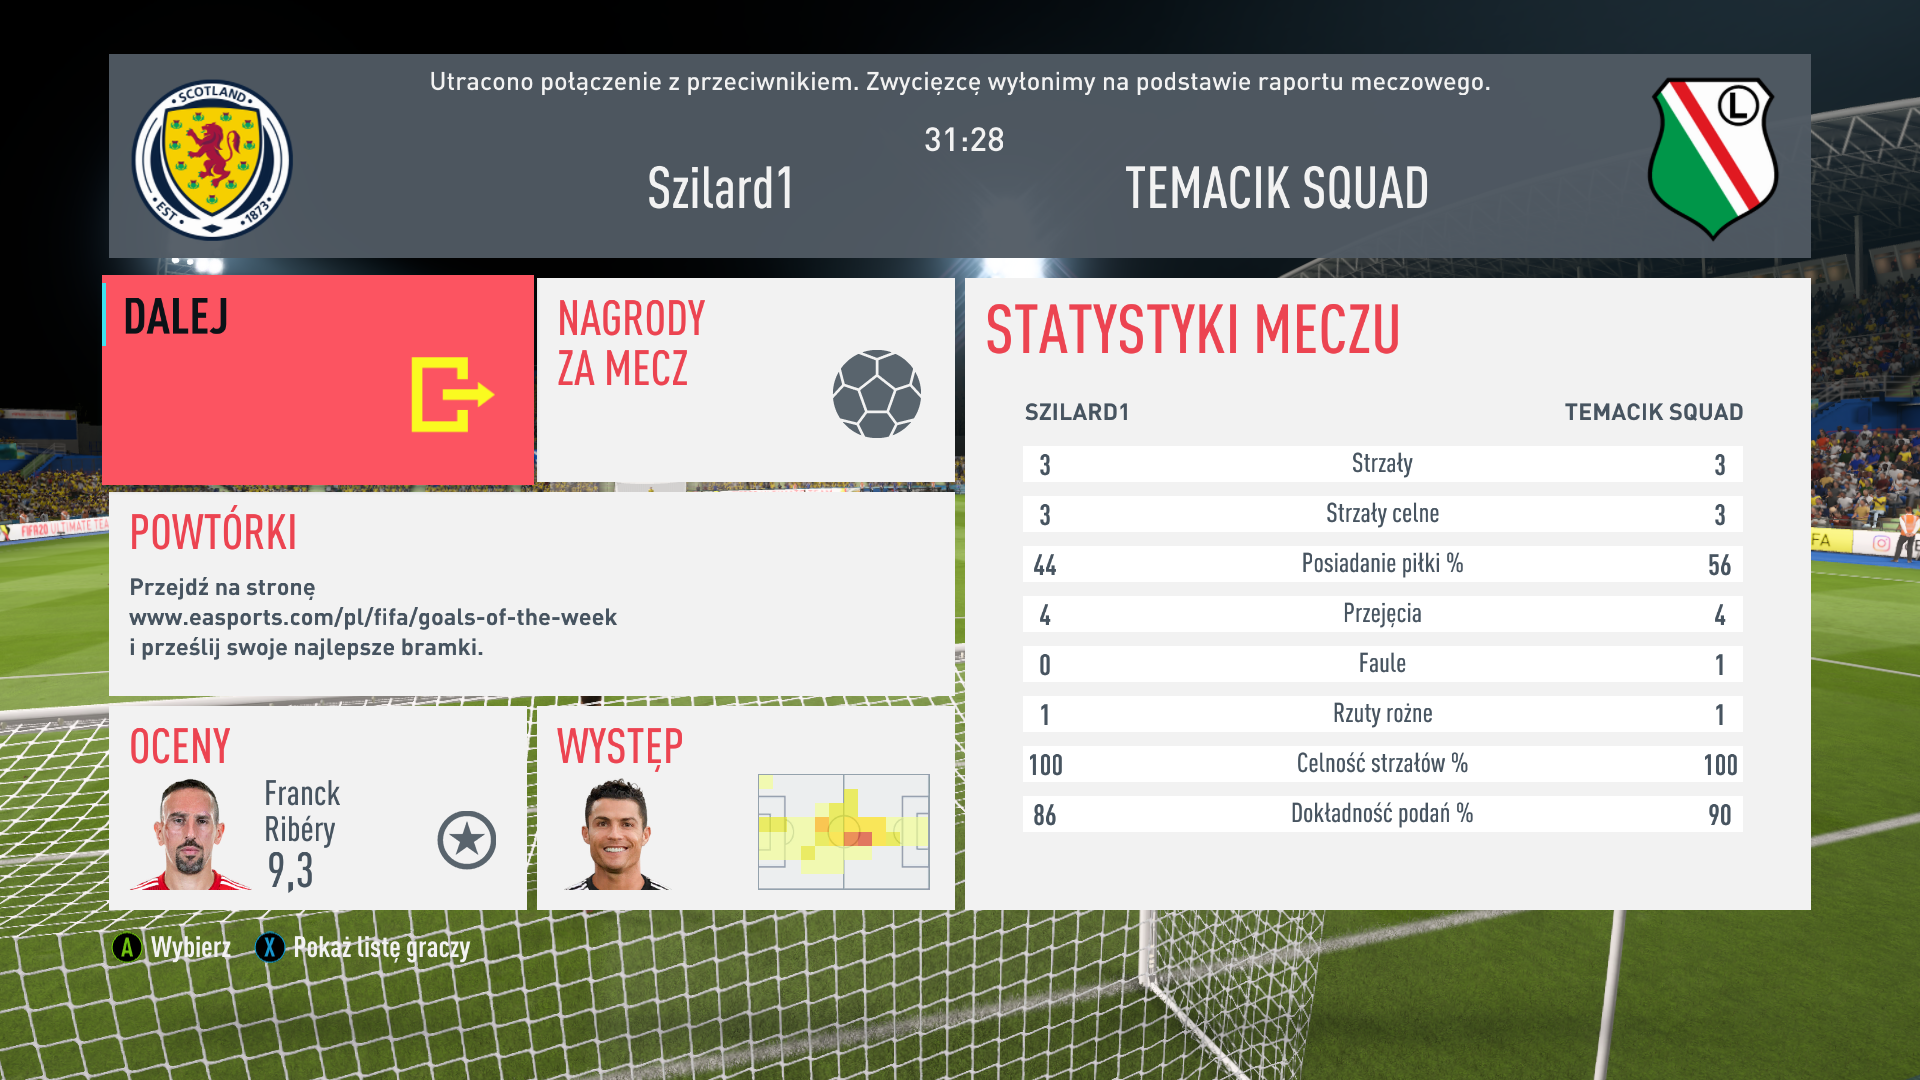 Utracono połączenie z przeciwnikiem. Zwycięzcę wyłonimy na podstawie raportu meczowego.
31:28
Szilard1
TEMACIK SQUAD
SCOTLAND
EST 1873
L
DALEJ
NAGRODY
ZA MECZ
POWTÓRKI
Przejdź na stronę
www.easports.com/pl/fifa/goals-of-the-week
i prześlij swoje najlepsze bramki.
OCENY
Franck
Ribéry
9,3
WYSTĘP
STATYSTYKI MECZU
SZILARD1 TEMACIK SQUAD
3 Strzały 3
3 Strzały celne 3
44 Posiadanie piłki % 56
4 Przejęcia 4
0 Faule 1
1 Rzuty rożne 1
100 Celność strzałów % 100
86 Dokładność podań % 90
FIFA20 ULTIMATE TEA
FA
A Wybierz X Pokaż listę graczy